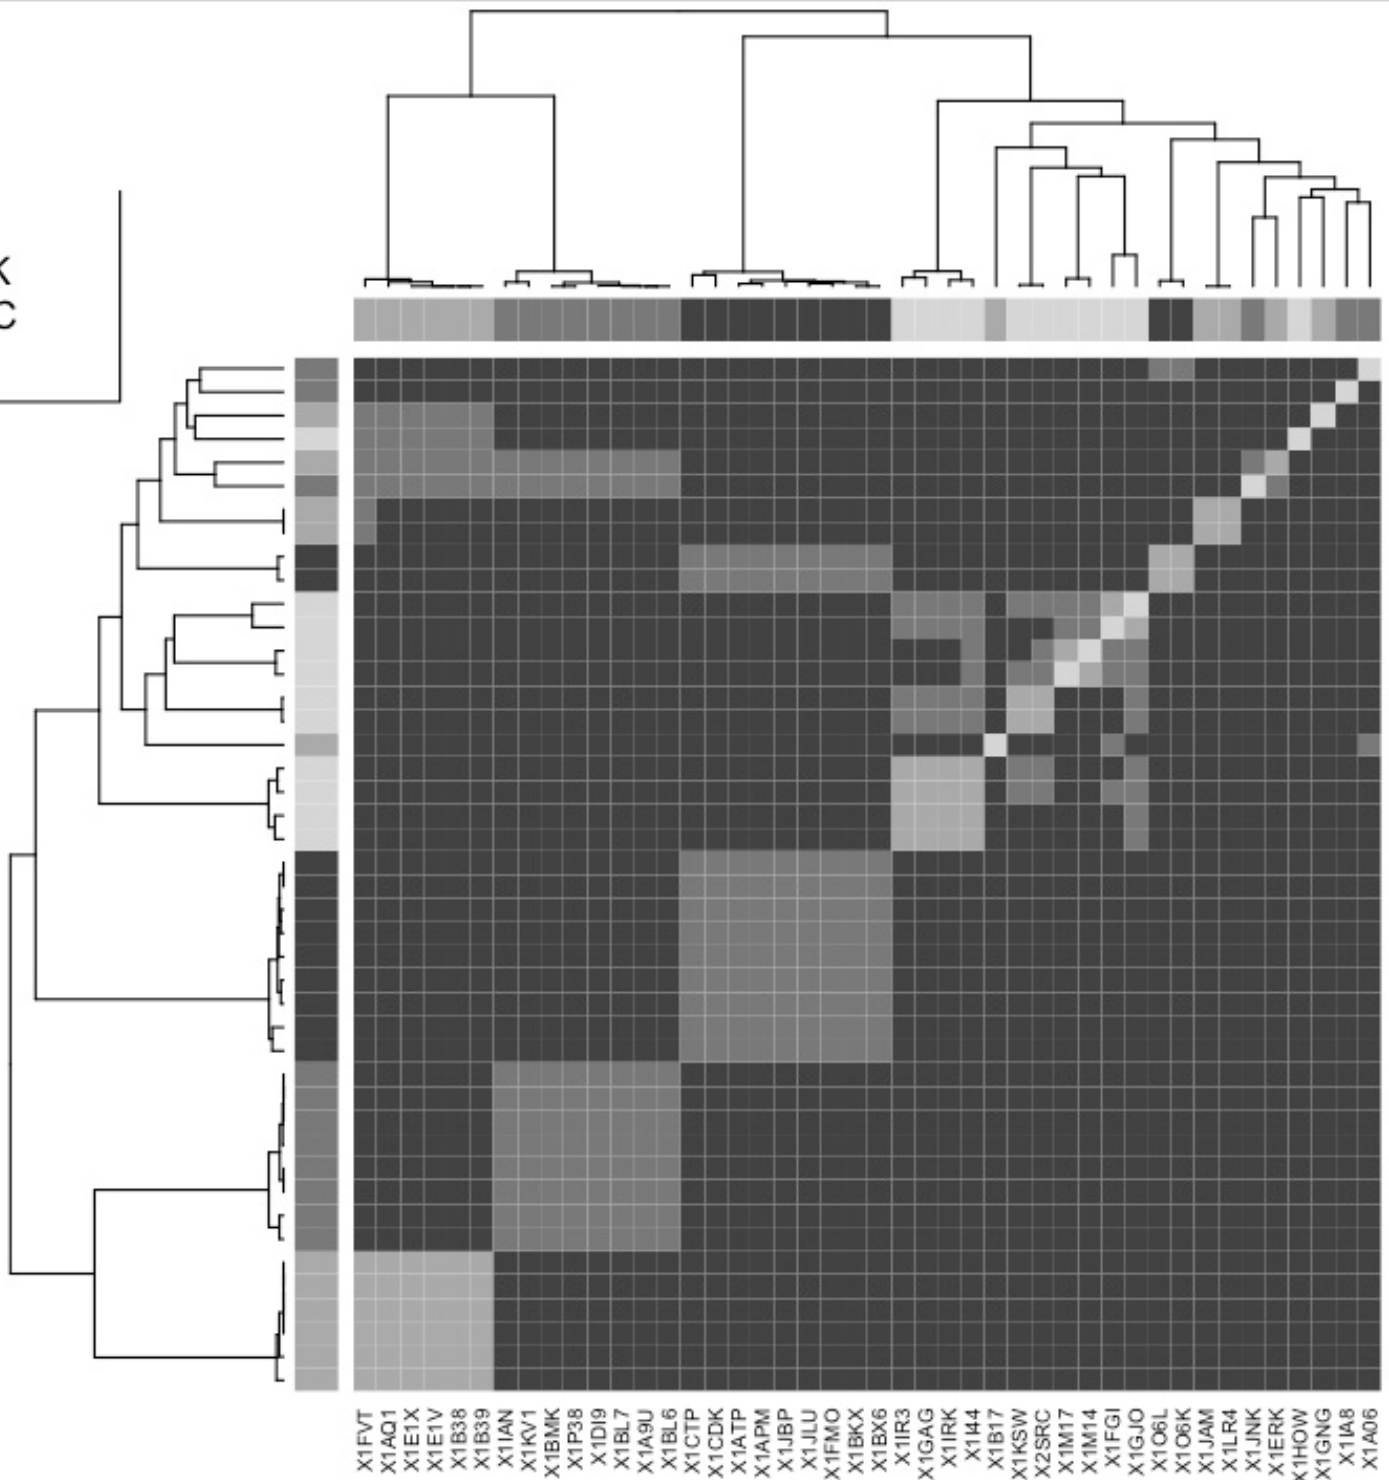 K
C
X1FVT
X1AQ1
X1E1X
X1E1V
X1B38
X1B39
X1IAN
X1KV1
X1BMK
X1P38
X1DI9
X1BL7
X1A9U
X1BL6
X1CTP
X1CDK
X1ATP
X1APM
X1JBP
X1JLU
X1FMO
X1BKX
X1BX6
X1IR3
X1GAG
X1IRK
X1I44
X1B17
X1KSW
X2SRC
X1M17
X1M14
X1FGI
X1GJO
X1O6L
X1O6K
X1JAM
X1LR4
X1JNK
X1ERK
X1HOW
X1GNG
X1IA8
X1A06